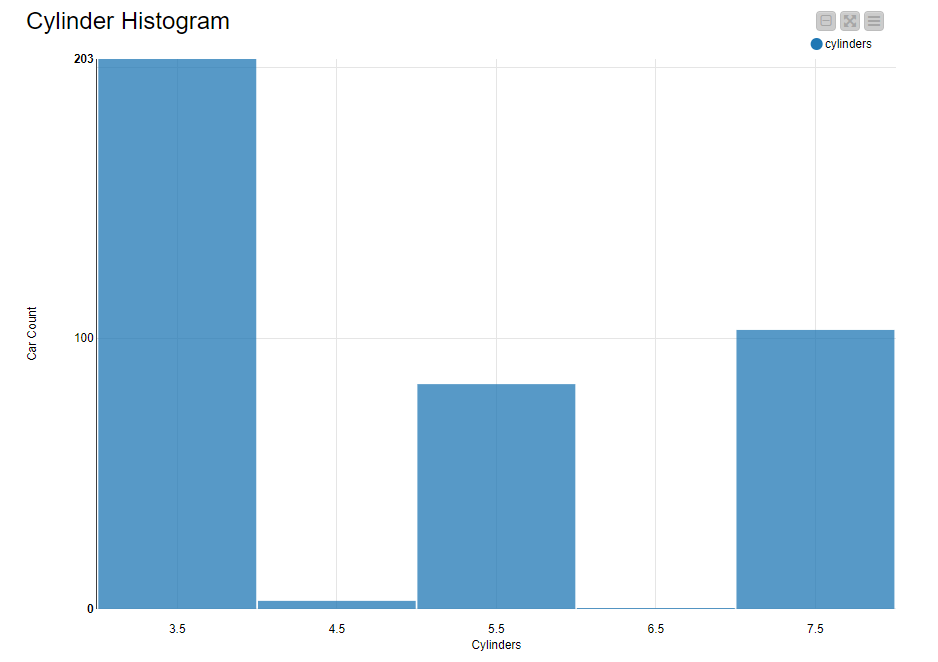 Cylinder Histogram
cylinders
203
100
0
Car Count
3.5 4.5 5.5 6.5 7.5
Cylinders